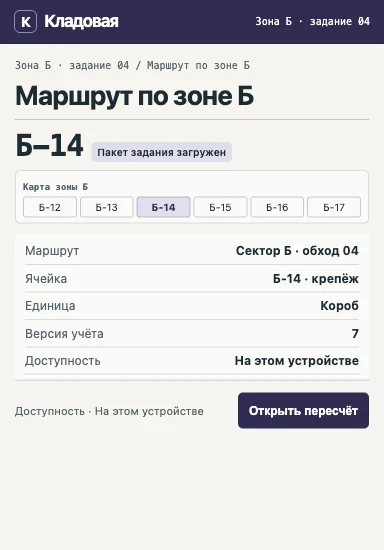 К Кладовая
Зона Б · задание 04
Зона Б · задание 04 / Маршрут по зоне Б
Маршрут по зоне Б
Б–14 Пакет задания загружен
Карта зоны Б
Б-12 Б-13 Б-14 Б-15 Б-16 Б-17
Маршрут Сектор Б · обход 04
Ячейка Б-14 · крепёж
Единица Короб
Версия учёта 7
Доступность На этом устройстве
Доступность · На этом устройстве Открыть пересчёт